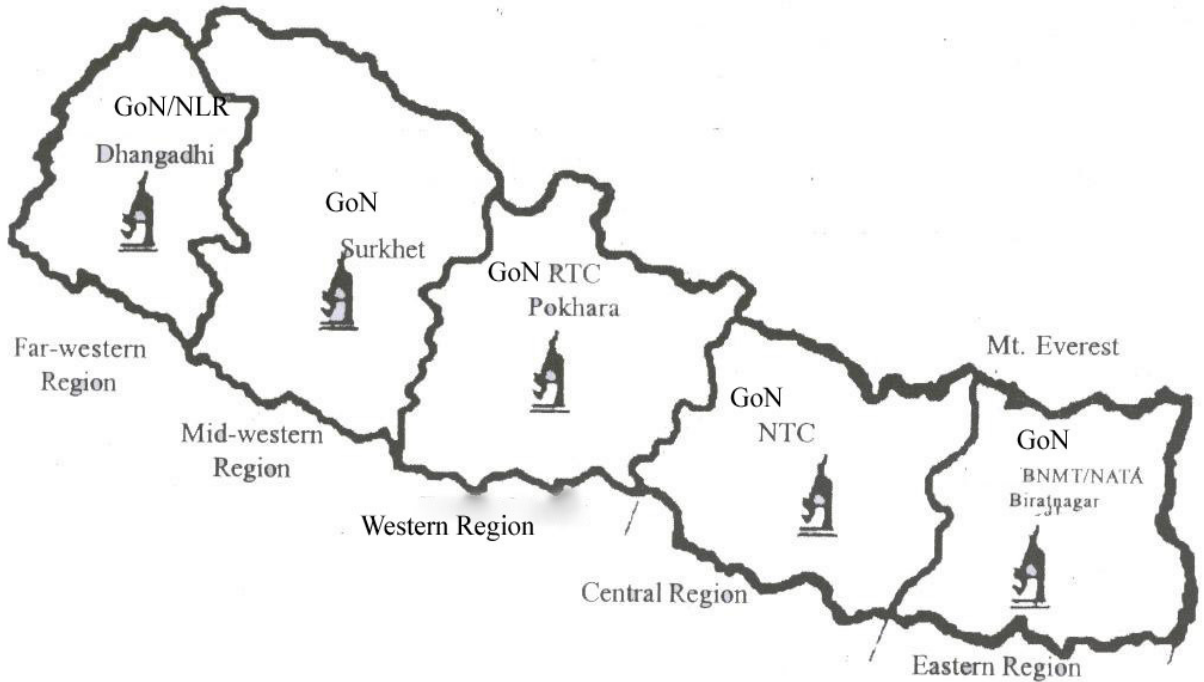 GoN/NLR
Dhangadhi
GoN
Surkhet
GoN RTC
Pokhara
Far-western
Region
Mt. Everest
GoN
NTC
Mid-western
Region
GoN
BNMT/NATA
Biratnagar
Western Region
Central Region
Eastern Region